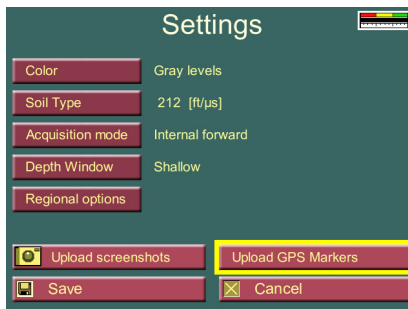 Settings
Color Gray levels
Soil Type 212 [ft/µs]
Acquisition mode Internal forward
Depth Window Shallow
Regional options
Upload screenshots Upload GPS Markers
Save Cancel